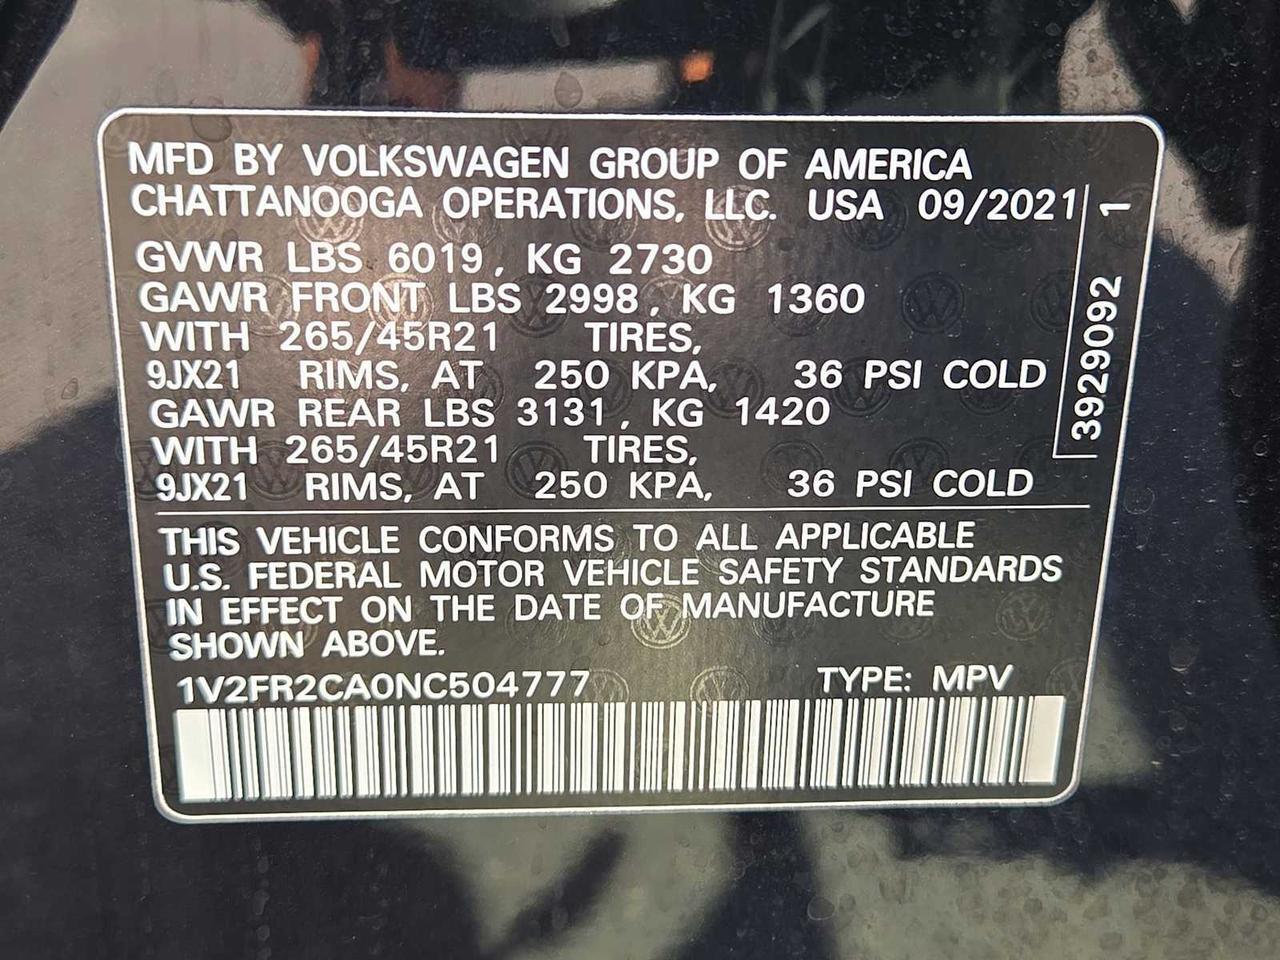 MFD BY VOLKSWAGEN GROUP OF AMERICA
CHATTANOOGA OPERATIONS, LLC. USA 09/2021
GVWR LBS 6019, KG 2730
GAWR FRONT LBS 2998, KG 1360
WITH 265/45R21 TIRES,
9JX21 RIMS, AT 250 KPA, 36 PSI COLD
GAWR REAR LBS 3131, KG 1420
WITH 265/45R21 TIRES,
9JX21 RIMS, AT 250 KPA, 36 PSI COLD
THIS VEHICLE CONFORMS TO ALL APPLICABLE
U.S. FEDERAL MOTOR VEHICLE SAFETY STANDARDS
IN EFFECT ON THE DATE OF MANUFACTURE
SHOWN ABOVE.
1V2FR2CA0NC504777 TYPE: MPV
3929092 1